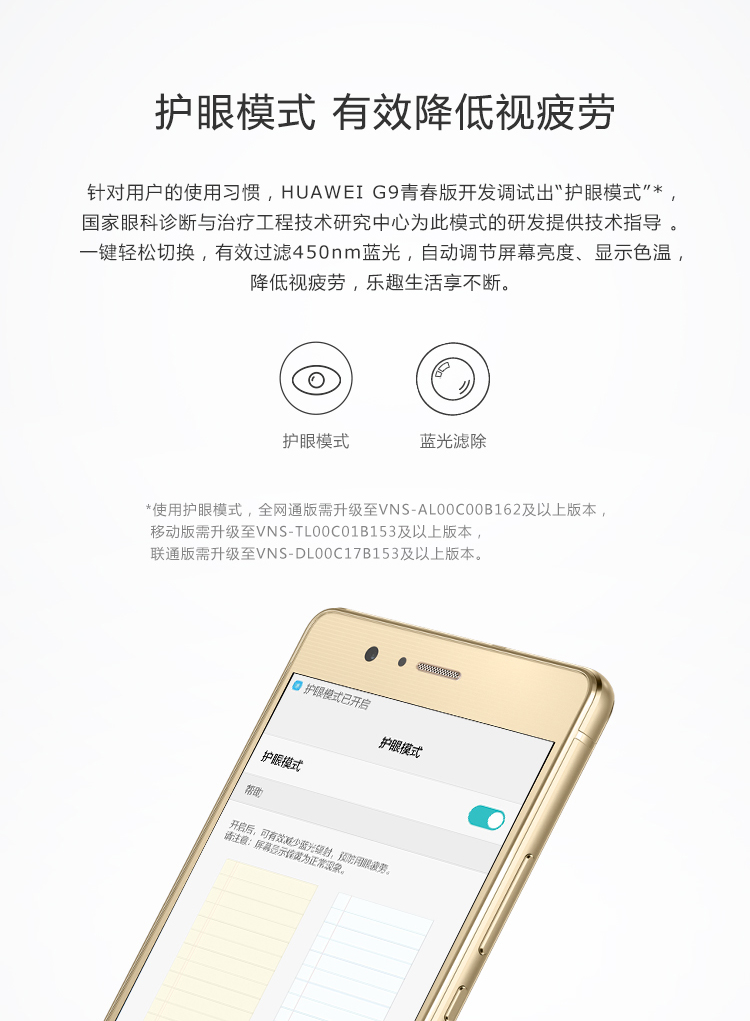 护眼模式 有效降低视疲劳
针对用户的使用习惯，HUAWEI G9青春版开发调试出“护眼模式”*，
国家眼科诊断与治疗工程技术研究中心为此模式的研发提供技术指导 。
一键轻松切换，有效过滤450nm蓝光，自动调节屏幕亮度、显示色温，
降低视疲劳，乐趣生活享不断。
护眼模式 蓝光滤除
*使用护眼模式，全网通版需升级至VNS-AL00C00B162及以上版本，
移动版需升级至VNS-TL00C01B153及以上版本，
联通版需升级至VNS-DL00C17B153及以上版本。
护眼模式已开启
护眼模式
护眼模式
帮助
开启后，可有效减少蓝光辐射，预防用眼疲劳。
请注意：屏幕显示偏黄为正常现象。